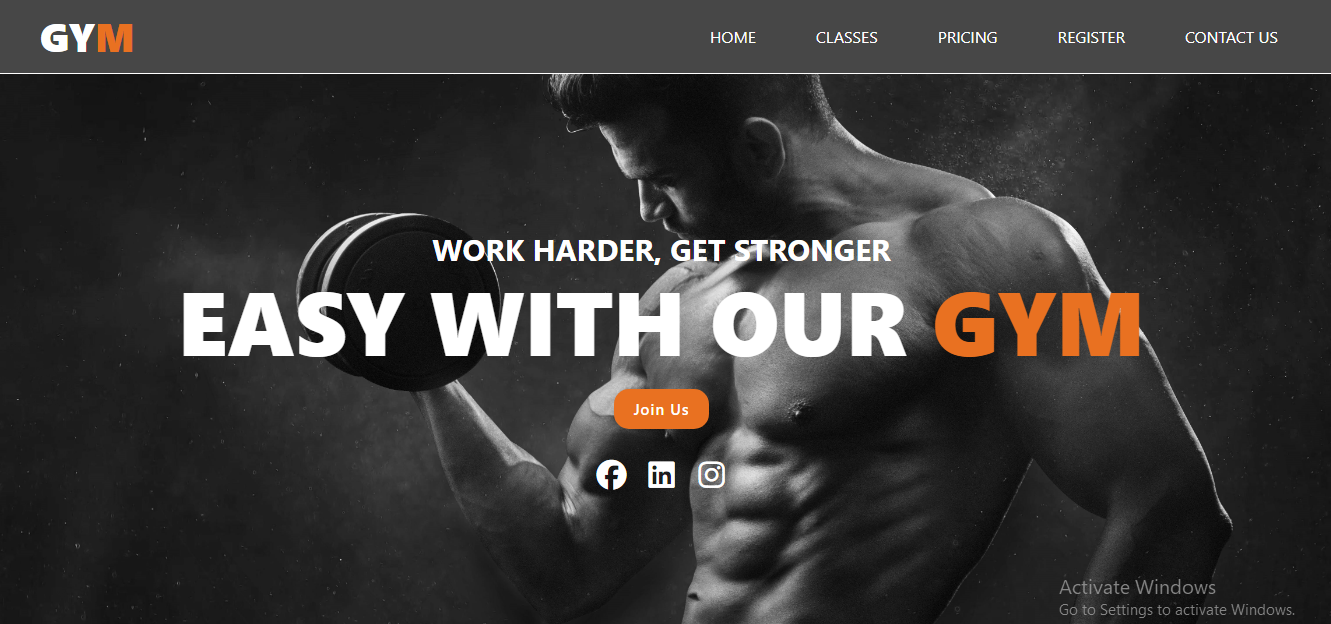 GYM
HOME CLASSES PRICING REGISTER CONTACT US
WORK HARDER, GET STRONGER
EASY WITH OUR GYM
Join Us
Activate Windows
Go to Settings to activate Windows.